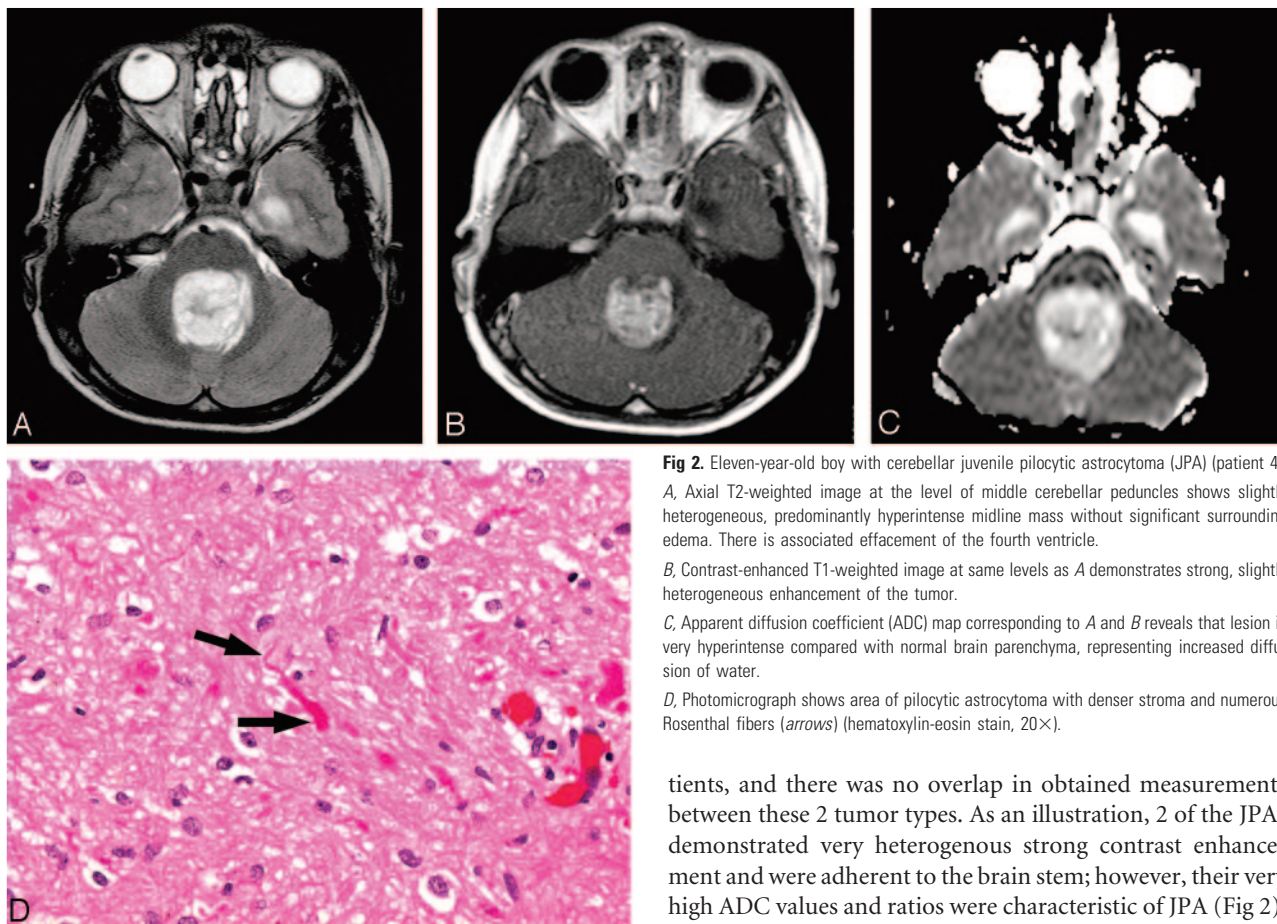 A
B
C
D
Fig 2. Eleven-year-old boy with cerebellar juvenile pilocytic astrocytoma (JPA) (patient 4
A, Axial T2-weighted image at the level of middle cerebellar peduncles shows slightl
heterogeneous, predominantly hyperintense midline mass without significant surroundin
edema. There is associated effacement of the fourth ventricle.
B, Contrast-enhanced T1-weighted image at same levels as A demonstrates strong, slightl
heterogeneous enhancement of the tumor.
C, Apparent diffusion coefficient (ADC) map corresponding to A and B reveals that lesion i
very hyperintense compared with normal brain parenchyma, representing increased diffu
sion of water.
D, Photomicrograph shows area of pilocytic astrocytoma with denser stroma and numerou
Rosenthal fibers (arrows) (hematoxylin-eosin stain, 20×).
tients, and there was no overlap in obtained measurement
between these 2 tumor types. As an illustration, 2 of the JPA
demonstrated very heterogenous strong contrast enhance
ment and were adherent to the brain stem; however, their ver
high ADC values and ratios were characteristic of JPA (Fig 2)